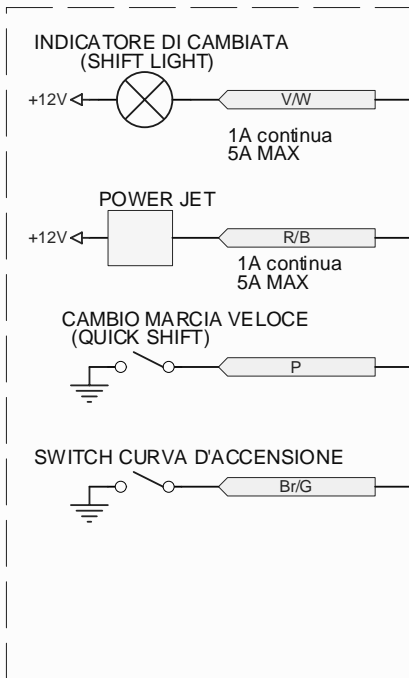 INDICATORE DI CAMBIATA
(SHIFT LIGHT)
+12V
V/W
1A continua
5A MAX
POWER JET
+12V
R/B
1A continua
5A MAX
CAMBIO MARCIA VELOCE
(QUICK SHIFT)
P
SWITCH CURVA D'ACCENSIONE
Br/G